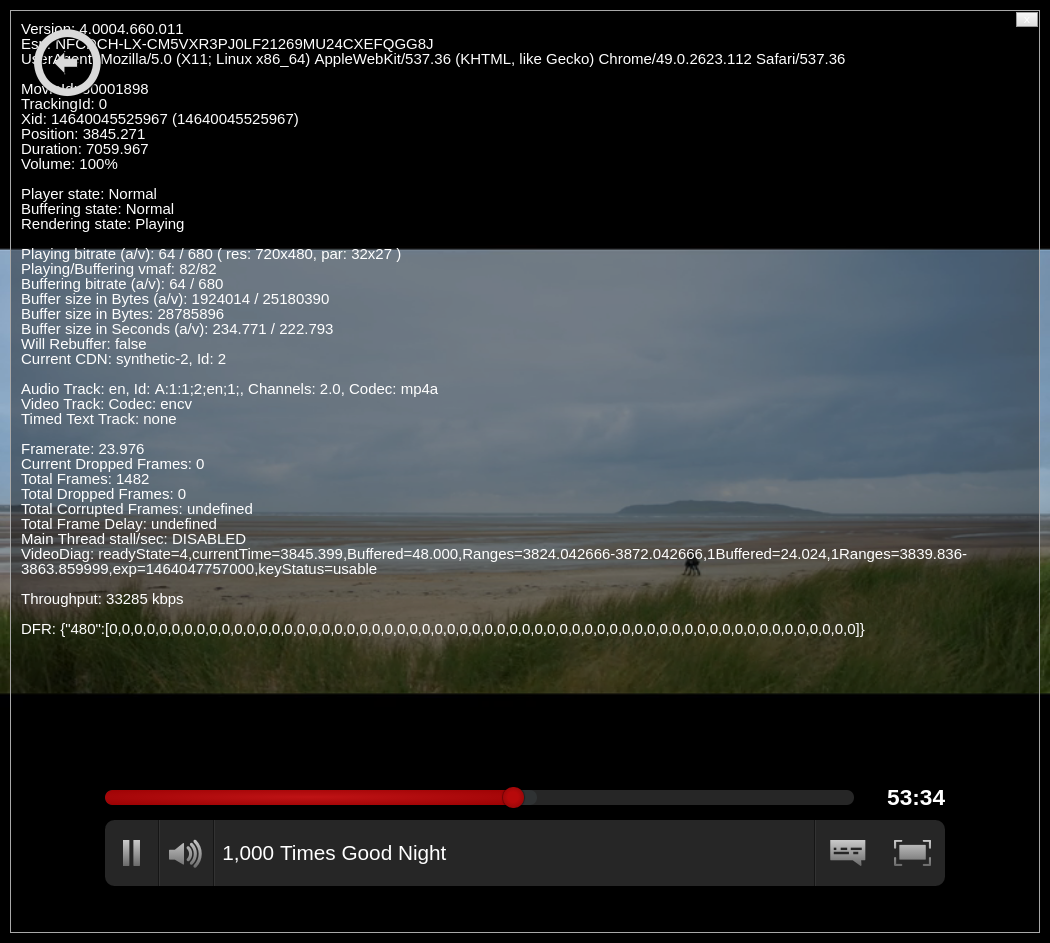 Version: 4.0004.660.011
Esn: NFCDCH-LX-CM5VXR3PJ0LF21269MU24CXEFQGG8J
UserAgent: Mozilla/5.0 (X11; Linux x86_64) AppleWebKit/537.36 (KHTML, like Gecko) Chrome/49.0.2623.112 Safari/537.36
TrackingId: 0
Xid: 14640045525967 (14640045525967)
Position: 3845.271
Duration: 7059.967
Volume: 100%
Player state: Normal
Buffering state: Normal
Rendering state: Playing
Playing bitrate (a/v): 64 / 680 ( res: 720x480, par: 32x27 )
Playing/Buffering vmaf: 82/82
Buffering bitrate (a/v): 64 / 680
Buffer size in Bytes (a/v): 1924014 / 25180390
Buffer size in Bytes: 28785896
Buffer size in Seconds (a/v): 234.771 / 222.793
Will Rebuffer: false
Current CDN: synthetic-2, Id: 2
Audio Track: en, Id: A:1:1;2;en;1;, Channels: 2.0, Codec: mp4a
Video Track: Codec: encv
Timed Text Track: none
Framerate: 23.976
Current Dropped Frames: 0
Total Frames: 1482
Total Dropped Frames: 0
Total Corrupted Frames: undefined
Total Frame Delay: undefined
Main Thread stall/sec: DISABLED
VideoDiag: readyState=4,currentTime=3845.399,Buffered=48.000,Ranges=3824.042666-3872.042666,1Buffered=24.024,1Ranges=3839.836-
3863.859999,exp=1464047757000,keyStatus=usable
Throughput: 33285 kbps
DFR: {"480":[0,0,0,0,0,0,0,0,0,0,0,0,0,0,0,0,0,0,0,0,0,0,0,0,0,0,0,0,0,0,0,0,0,0,0,0,0,0,0,0,0,0,0,0,0,0,0,0,0,0,0,0,0,0,0,0,0,0,0,0]}
53:34
1,000 Times Good Night